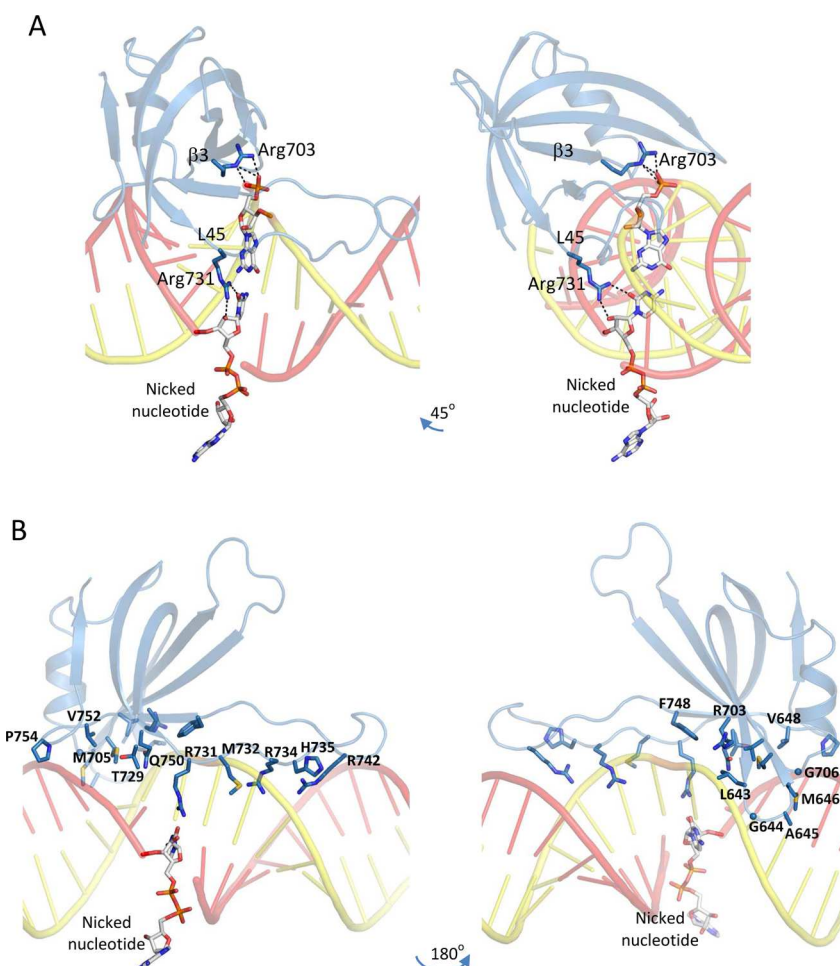 A
β3
Arg703
L45
Arg731
Nicked
nucleotide
45°
β3
Arg703
L45
Arg731
Nicked
nucleotide
B
P754
V752
M705
T729
Q750
R731
M732
R734
H735
R742
Nicked
nucleotide
180°
F748
R703
V648
G706
L643
M646
G644
A645
Nicked
nucleotide